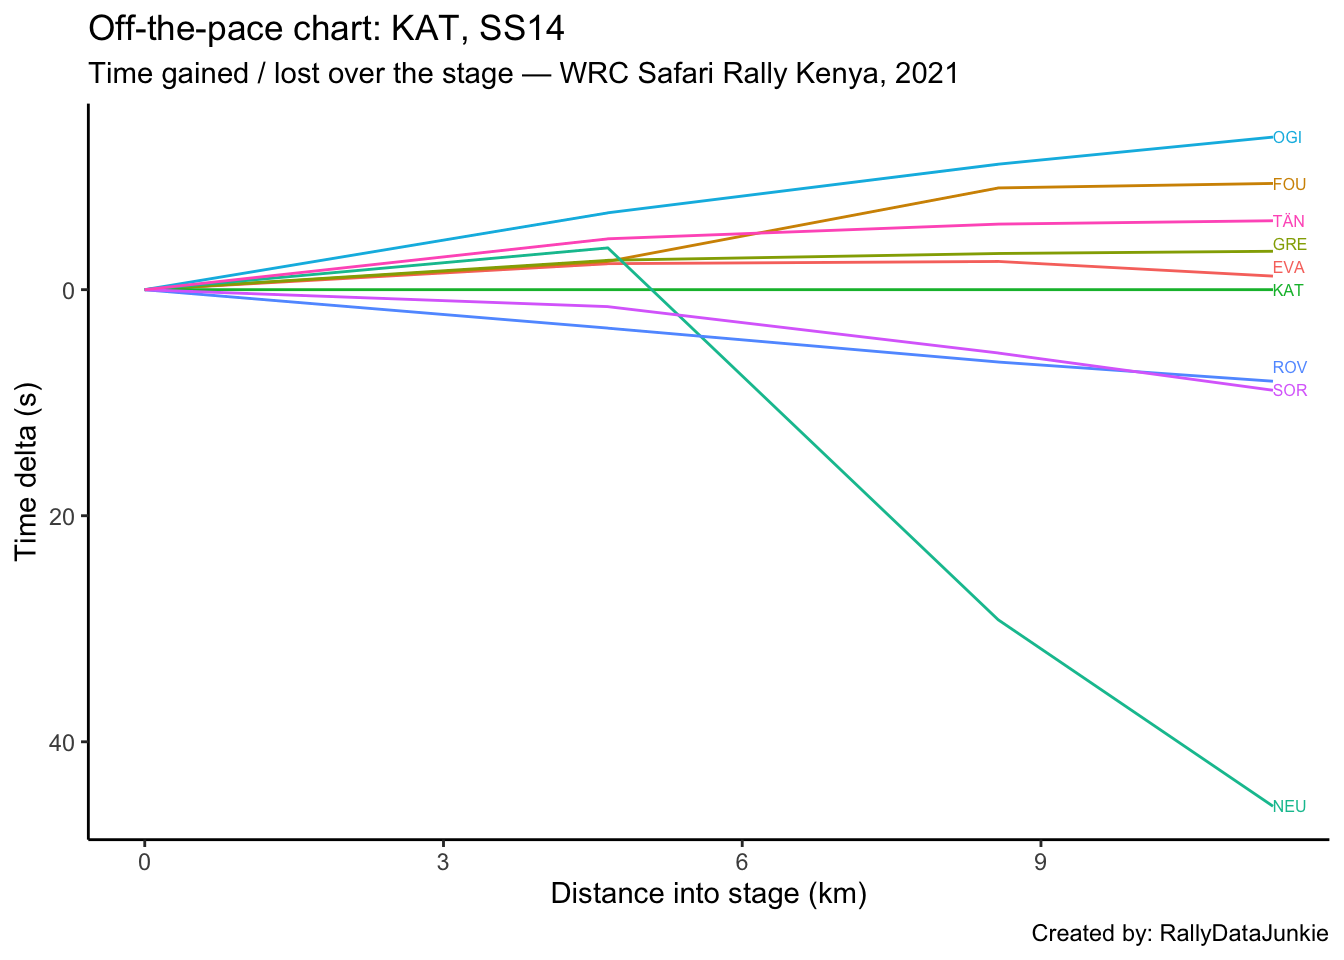 Off-the-pace chart: KAT, SS14
Time gained / lost over the stage — WRC Safari Rally Kenya, 2021
OGI
FOU
TÄN
GRE
EVA
KAT
ROV
SOR
NEU
0
20
40
Time delta (s)
0 3 6 9
Distance into stage (km)
Created by: RallyDataJunkie